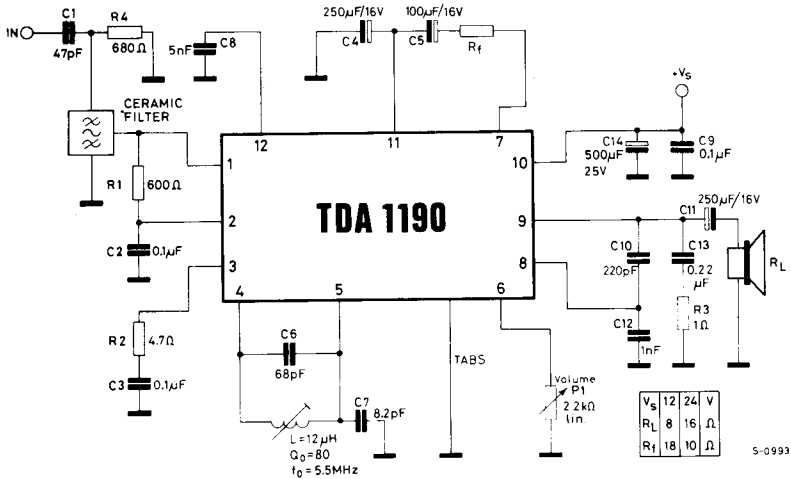 IN
C1
47pF
R4
680Ω
5nF
C8
250µF/16V
C4
100µF/16V
C5
Rf
+Vs
CERAMIC
FILTER
12
11
7
10
C14
500µF
25V
C9
0.1µF
1
R1
600Ω
TDA 1190
2
9
C11
250µF/16V
RL
C2
0.1µF
3
8
C10
220pF
C13
0.22
µF
R3
1Ω
C12
1nF
4
5
6
R2
4.7Ω
C3
0.1µF
C6
68pF
TABS
Volume
P1
2.2kΩ
lin.
C7
8.2pF
L=12µH
Q0=80
f0=5.5MHz
Vs 12 24 V
RL 8 16 Ω
Rf 18 10 Ω
S-0993